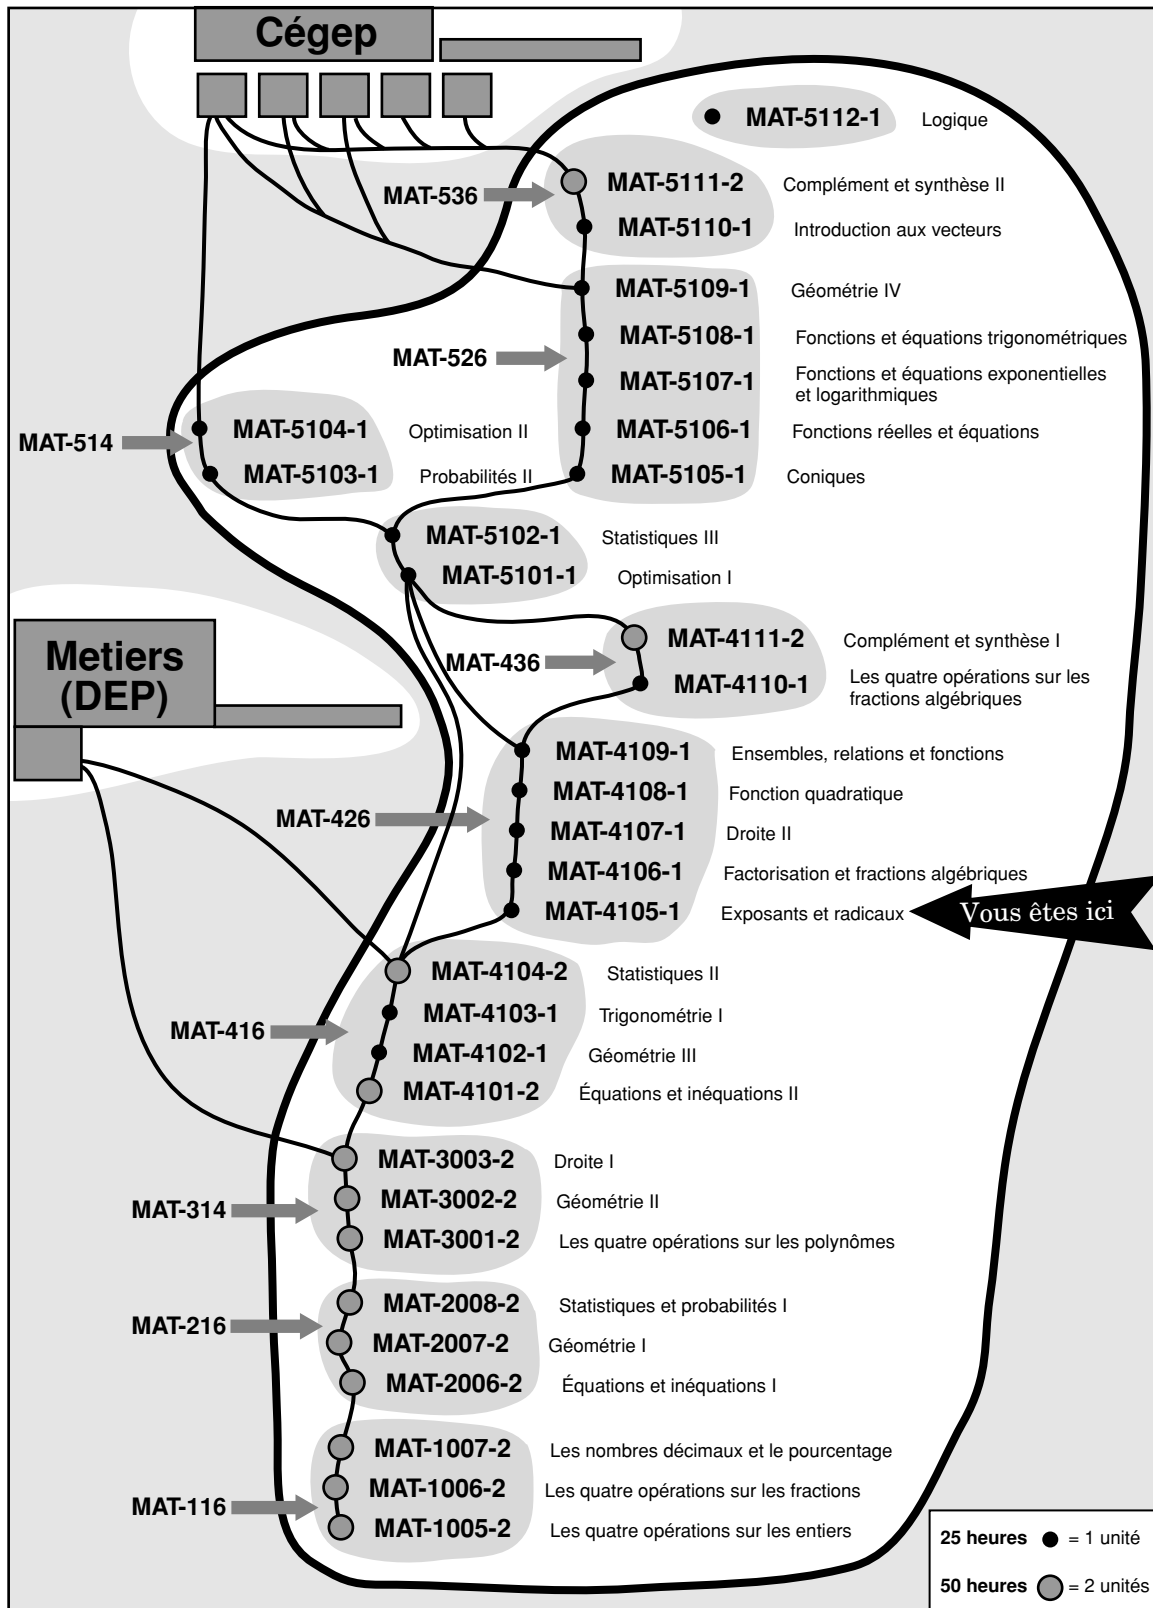 Cégep
MAT-5112-1 Logique
MAT-536
MAT-5111-2 Complément et synthèse II
MAT-5110-1 Introduction aux vecteurs
MAT-526
MAT-5109-1 Géométrie IV
MAT-5108-1 Fonctions et équations trigonométriques
MAT-5107-1 Fonctions et équations exponentielles
et logarithmiques
MAT-5106-1 Fonctions réelles et équations
MAT-5105-1 Coniques
MAT-514
MAT-5104-1 Optimisation II
MAT-5103-1 Probabilités II
MAT-5102-1 Statistiques III
MAT-5101-1 Optimisation I
Metiers
(DEP)
MAT-436
MAT-4111-2 Complément et synthèse I
MAT-4110-1 Les quatre opérations sur les
fractions algébriques
MAT-426
MAT-4109-1 Ensembles, relations et fonctions
MAT-4108-1 Fonction quadratique
MAT-4107-1 Droite II
MAT-4106-1 Factorisation et fractions algébriques
MAT-4105-1 Exposants et radicaux Vous êtes ici
MAT-416
MAT-4104-2 Statistiques II
MAT-4103-1 Trigonométrie I
MAT-4102-1 Géométrie III
MAT-4101-2 Équations et inéquations II
MAT-314
MAT-3003-2 Droite I
MAT-3002-2 Géométrie II
MAT-3001-2 Les quatre opérations sur les polynômes
MAT-216
MAT-2008-2 Statistiques et probabilités I
MAT-2007-2 Géométrie I
MAT-2006-2 Équations et inéquations I
MAT-116
MAT-1007-2 Les nombres décimaux et le pourcentage
MAT-1006-2 Les quatre opérations sur les fractions
MAT-1005-2 Les quatre opérations sur les entiers
25 heures = 1 unité
50 heures = 2 unités